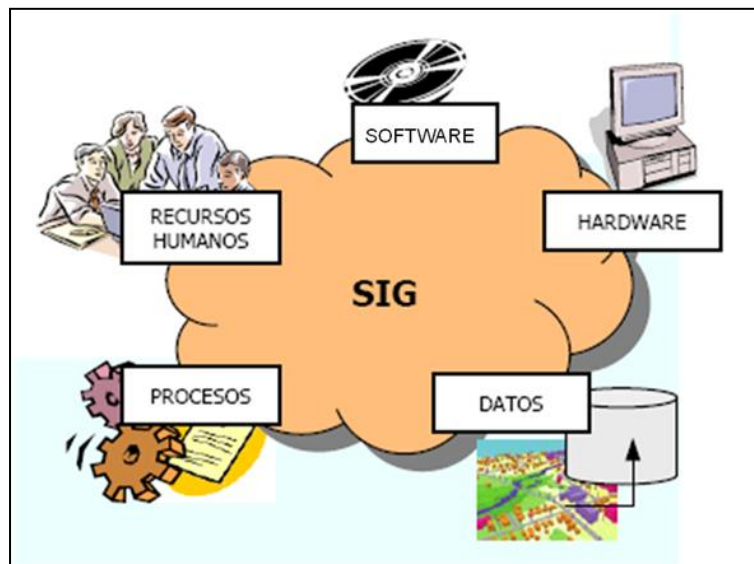 SOFTWARE
RECURSOS
HUMANOS
HARDWARE
SIG
PROCESOS
DATOS